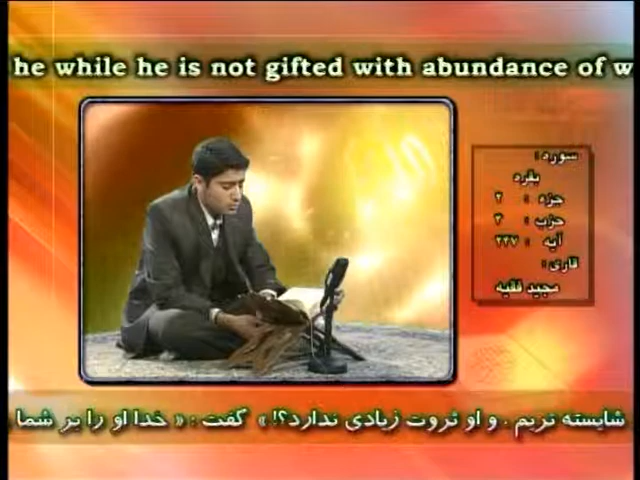 he while he is not gifted with abundance of w
سوره:
بقره
جزء : ۲
حزب : ۴
آیه : ۲۴۷
قاری:
مجید فقیه
شایسته تریم . و او ثروت زیادی ندارد؟! » گفت : « خدا او را بر شما